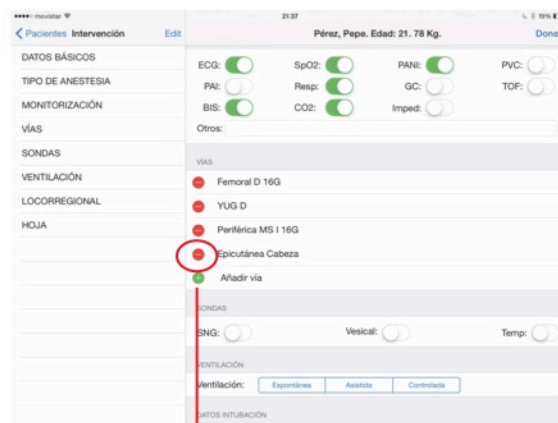 movistar 21:37 19%
Pacientes Intervención Edit Pérez, Pepe. Edad: 21. 78 Kg. Done
DATOS BÁSICOS
TIPO DE ANESTESIA
MONITORIZACIÓN
VÍAS
SONDAS
VENTILACIÓN
LOCORREGIONAL
HOJA
ECG: SpO2: PANI: PVC:
PAI: Resp: GC: TOF:
BIS: CO2: Imped:
Otros:
VÍAS
Femoral D 16G
YUG D
Periférica MS I 16G
Epicutánea Cabeza
Añadir vía
SONDAS
SNG: Vesical: Temp:
VENTILACIÓN
Ventilación: Espontánea Asistida Controlada
DATOS INTUBACIÓN